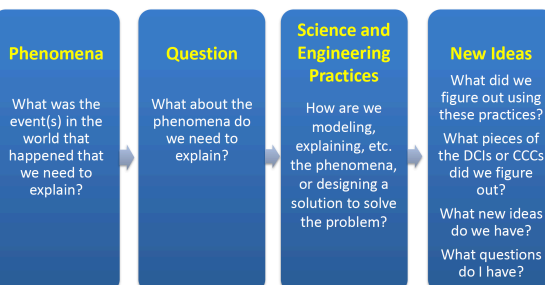 Phenomena
What was the
event(s) in the
world that
happened that
we need to
explain?
Question
What about the
phenomena do
we need to
explain?
Science and
Engineering
Practices
How are we
modeling,
explaining, etc.
the phenomena,
or designing a
solution to solve
the problem?
New Ideas
What did we
figure out using
these practices?
What pieces of
the DCIs or CCCs
did we figure
out?
What new ideas
do we have?
What questions
do I have?